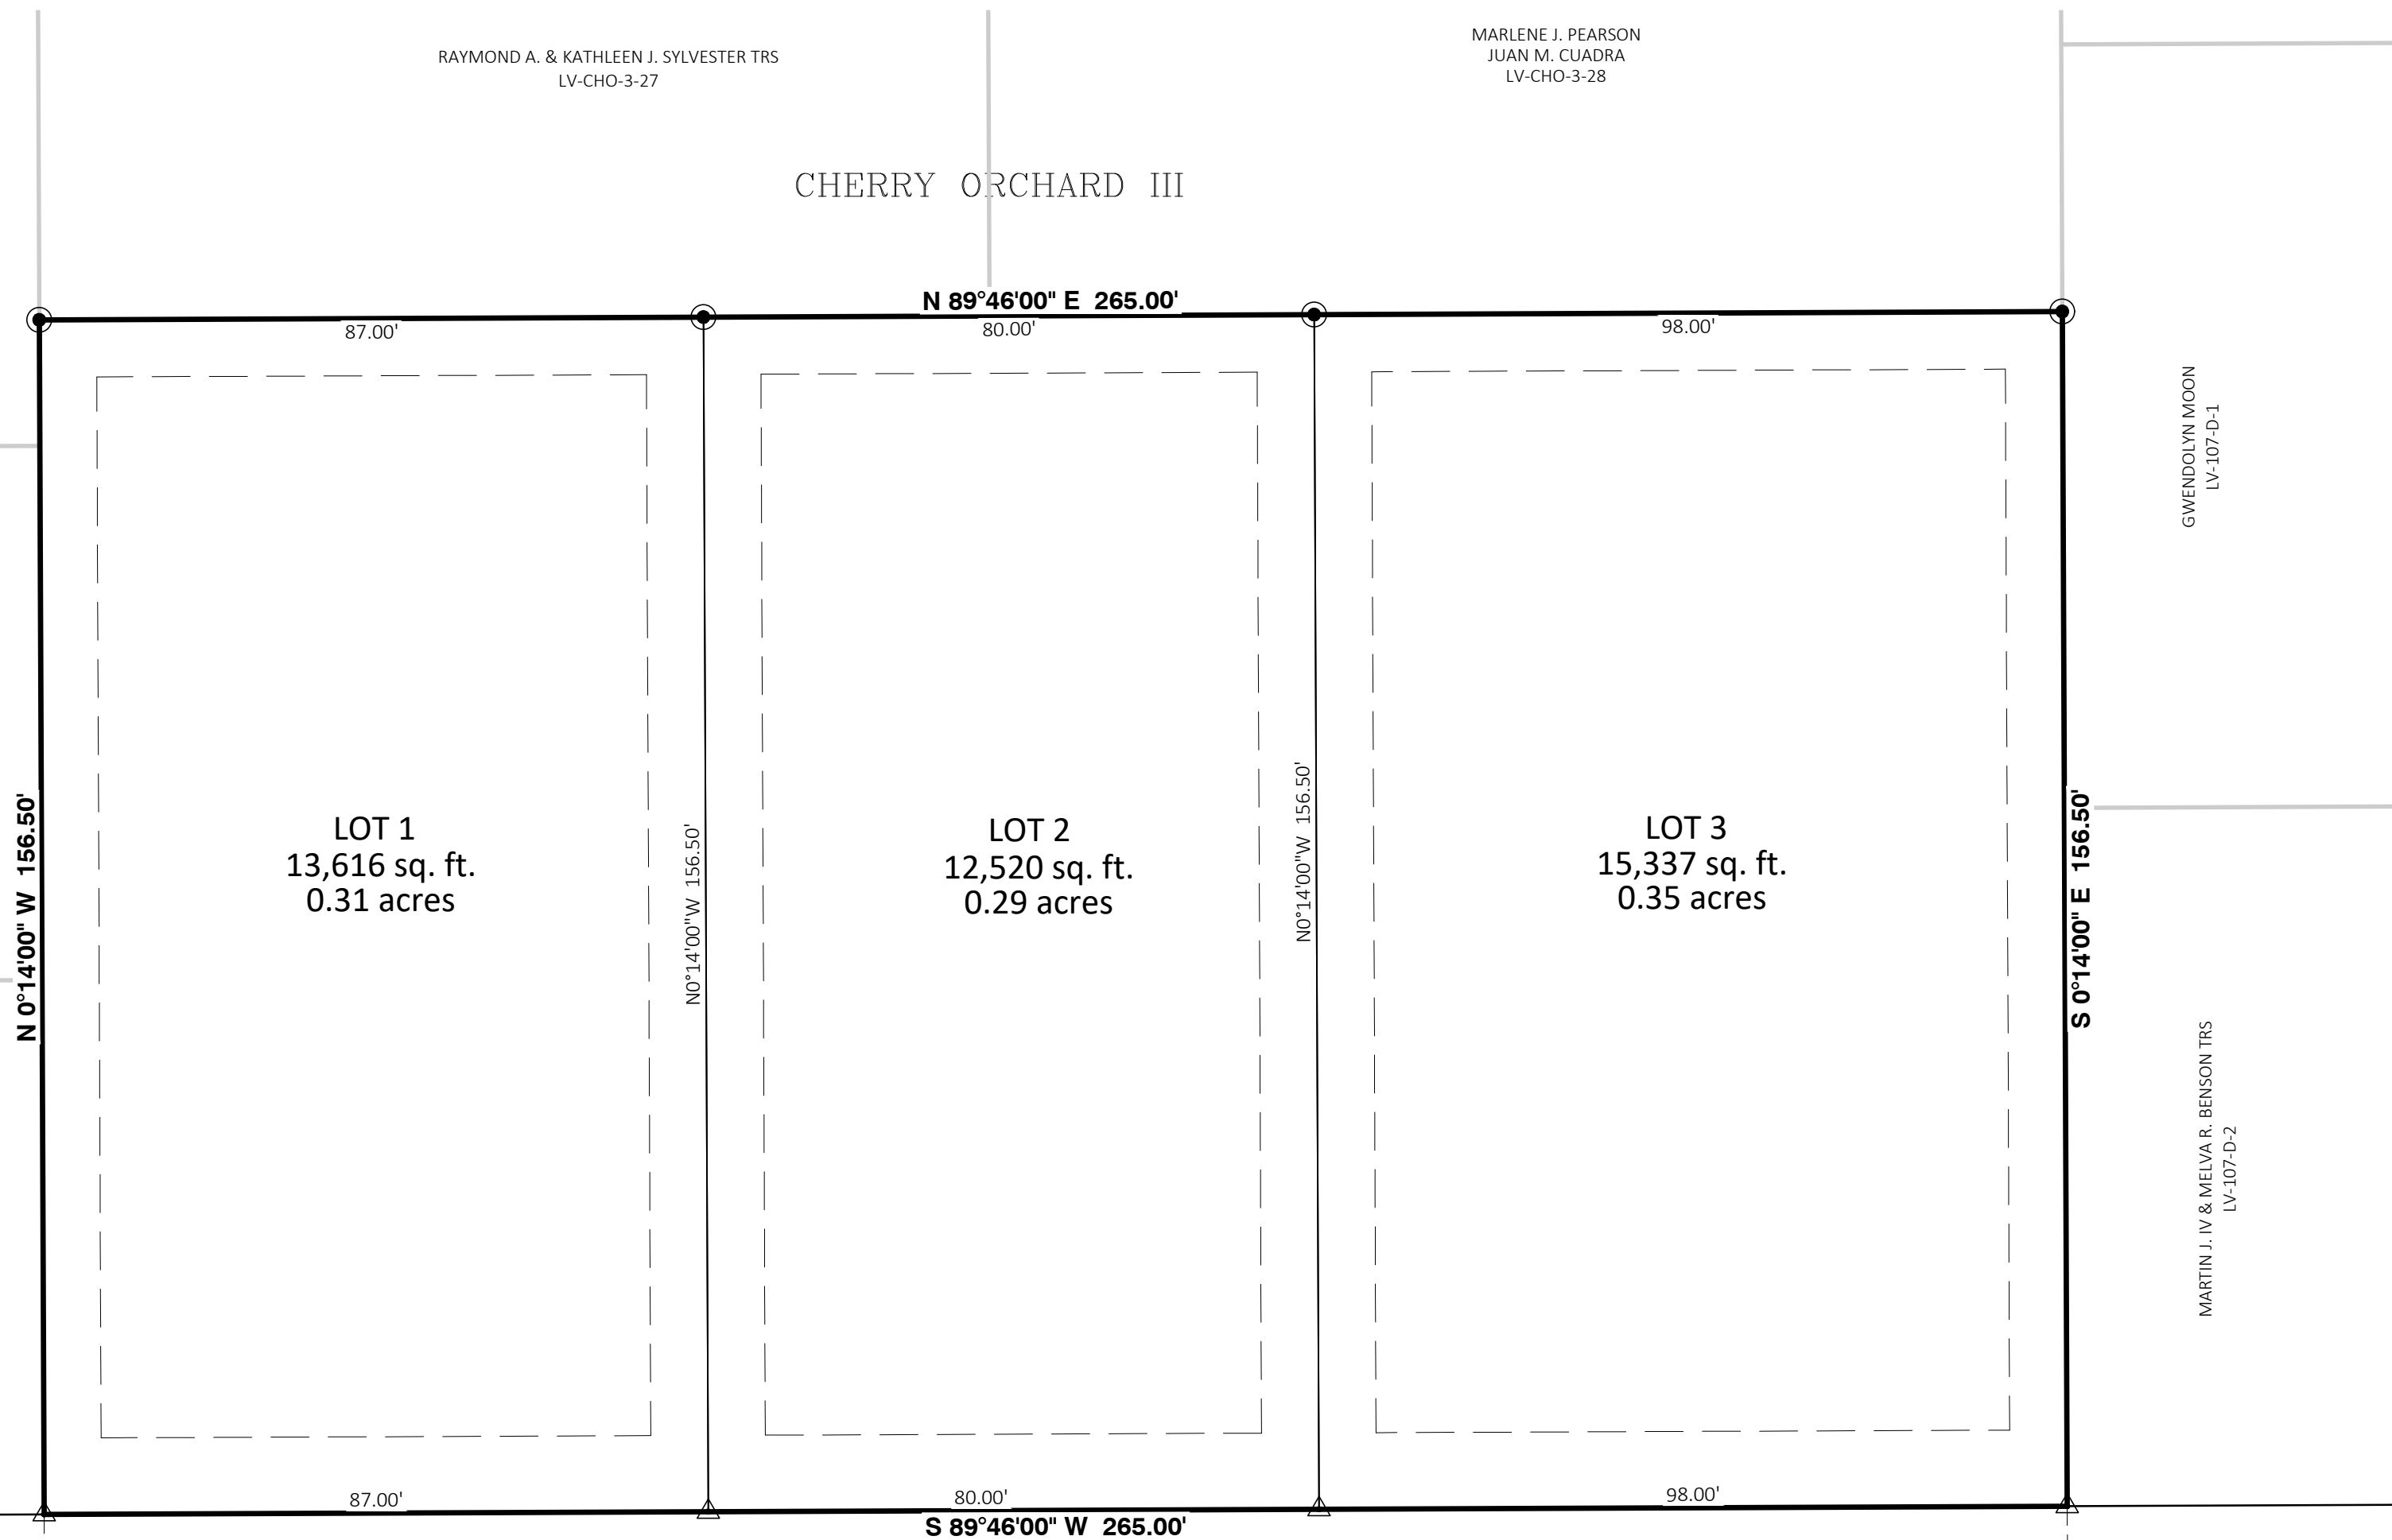 RAYMOND A. & KATHLEEN J. SYLVESTER TRS
LV-CHO-3-27
MARLENE J. PEARSON
JUAN M. CUADRA
LV-CHO-3-28
CHERRY ORCHARD III
N 89°46'00" E 265.00'
87.00'
80.00'
98.00'
GWENDOLYN MOON
LV-107-D-1
N 0°14'00" W 156.50'
LOT 1
13,616 sq. ft.
0.31 acres
N0°14'00"W 156.50'
LOT 2
12,520 sq. ft.
0.29 acres
N0°14'00"W 156.50'
LOT 3
15,337 sq. ft.
0.35 acres
S 0°14'00" E 156.50'
MARTIN J. IV & MELVA R. BENSON TRS
LV-107-D-2
87.00'
80.00'
98.00'
S 89°46'00" W 265.00'